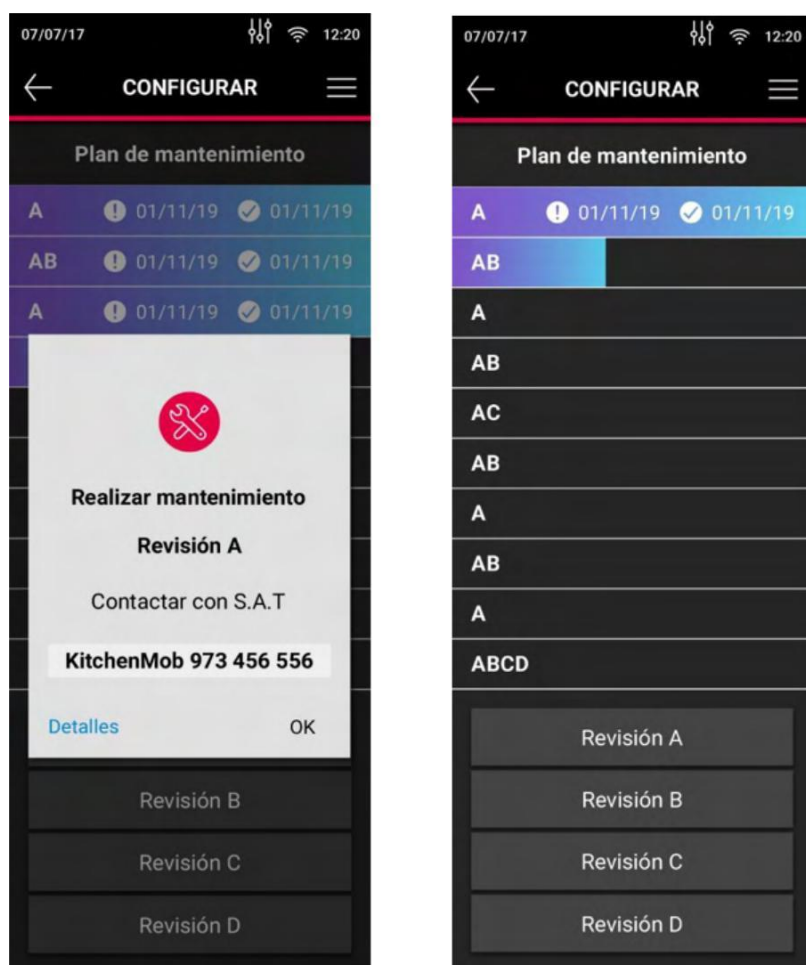 07/07/17 12:20
CONFIGURAR
Plan de mantenimiento
A 01/11/19 01/11/19
AB 01/11/19 01/11/19
A 01/11/19 01/11/19
Realizar mantenimiento
Revisión A
Contactar con S.A.T
KitchenMob 973 456 556
Detalles OK
Revisión B
Revisión C
Revisión D
07/07/17 12:20
CONFIGURAR
Plan de mantenimiento
A 01/11/19 01/11/19
AB
A
AB
AC
AB
A
AB
A
ABCD
Revisión A
Revisión B
Revisión C
Revisión D